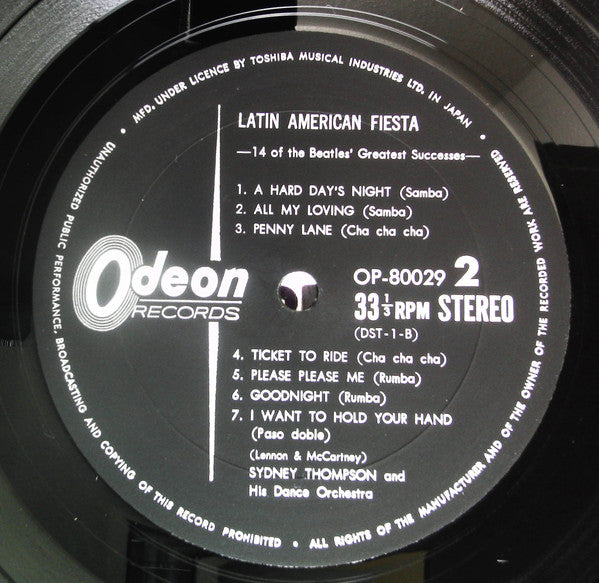 MFD. UNDER LICENCE BY TOSHIBA MUSICAL INDUSTRIES LTD. IN JAPAN •
LATIN AMERICAN FIESTA
—14 of the Beatles' Greatest Successes—
1. A HARD DAY'S NIGHT (Samba)
2. ALL MY LOVING (Samba)
3. PENNY LANE (Cha cha cha)
Odeon
RECORDS
OP-80029 2
33⅓RPM STEREO
(DST-1-B)
4. TICKET TO RIDE (Cha cha cha)
5. PLEASE PLEASE ME (Rumba)
6. GOODNIGHT (Rumba)
7. I WANT TO HOLD YOUR HAND
(Paso doble)
(Lennon & McCartney)
SYDNEY THOMPSON and
His Dance Orchestra
UNAUTHORIZED PUBLIC PERFORMANCE, BROADCASTING AND COPYING OF THIS RECORD PROHIBITED • ALL RIGHTS OF THE MANUFACTURER AND OF THE OWNER OF THE RECORDED WORK ARE RESERVED